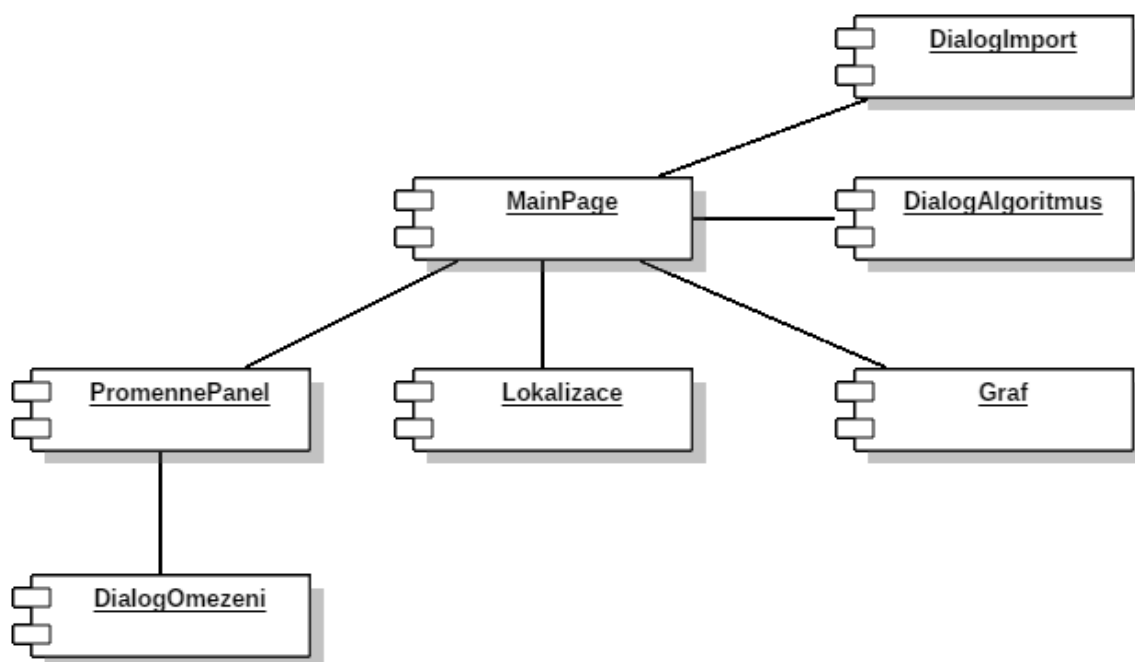 DialogImport
MainPage
DialogAlgoritmus
PromennePanel
Lokalizace
Graf
DialogOmezeni